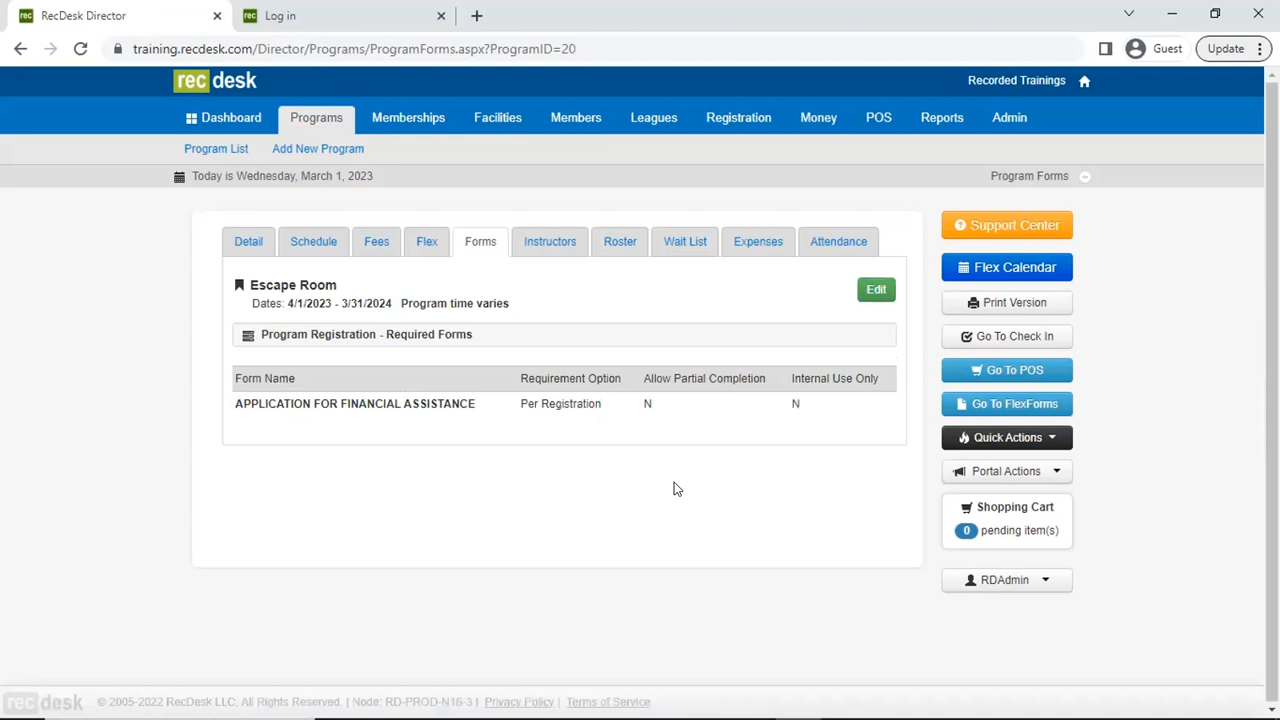 RecDesk Director
Log in
training.recdesk.com/Director/Programs/ProgramForms.aspx?ProgramID=20
Guest
Update
recdesk
Recorded Trainings
Dashboard Programs Memberships Facilities Members Leagues Registration Money POS Reports Admin
Program List Add New Program
Today is Wednesday, March 1, 2023
Program Forms
Detail Schedule Fees Flex Forms Instructors Roster Wait List Expenses Attendance
Escape Room
Edit
Dates: 4/1/2023 - 3/31/2024 Program time varies
Program Registration - Required Forms
Form Name Requirement Option Allow Partial Completion Internal Use Only
APPLICATION FOR FINANCIAL ASSISTANCE Per Registration N N
Support Center
Flex Calendar
Print Version
Go To Check In
Go To POS
Go To FlexForms
Quick Actions
Portal Actions
Shopping Cart
0 pending item(s)
RDAdmin
recdesk
© 2005-2022 RecDesk LLC. All Rights Reserved. | Node: RD-PROD-N16-3 | Privacy Policy | Terms of Service